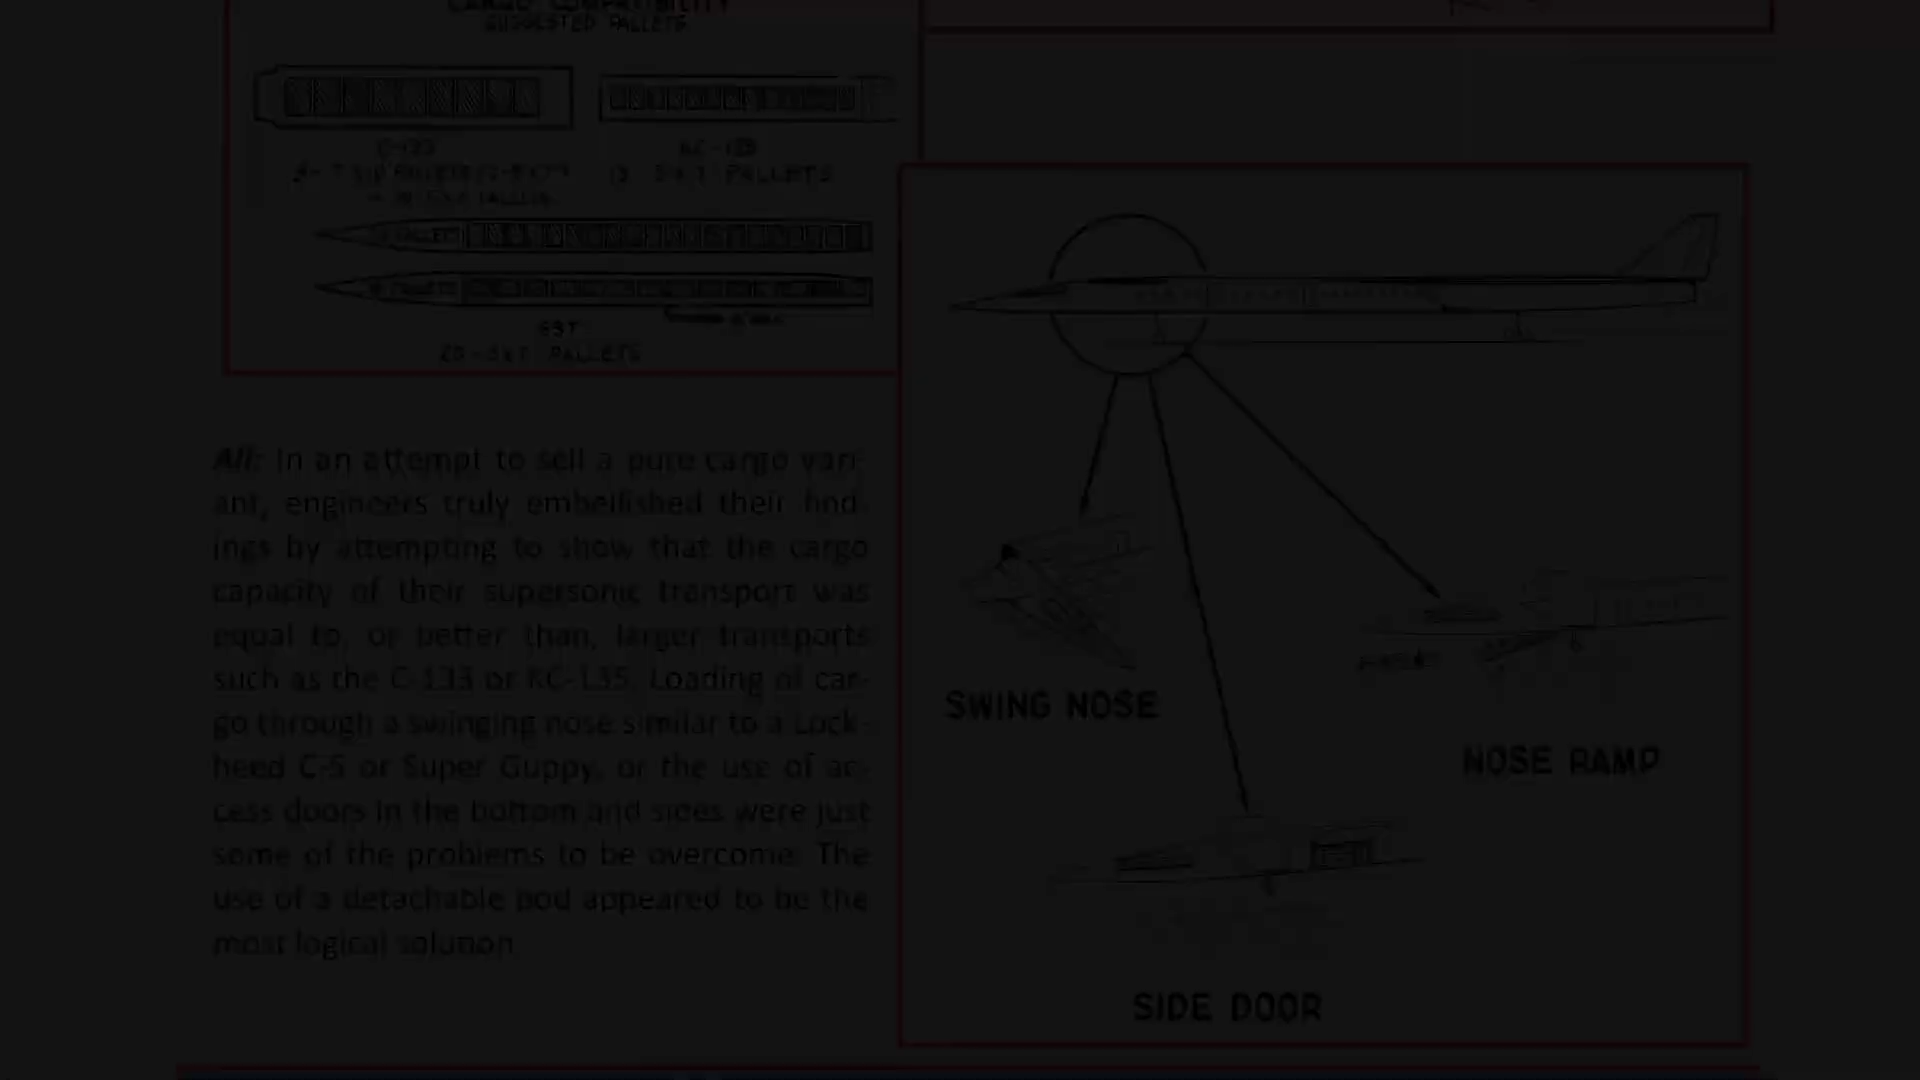 CARGO COMPATIBILITY
SUGGESTED PALLETS
C-133
KC-135
5x7 PALLETS
SST
PALLETS
All: In an attempt to sell a pure cargo vari-
ant, engineers truly embellished their find-
ings by attempting to show that the cargo
capacity of their supersonic transport was
equal to, or better than, larger transports
such as the C-133 or KC-135. Loading of car-
go through a swinging nose similar to a Lock-
heed C-5 or Super Guppy, or the use of ac-
cess doors in the bottom and sides were just
some of the problems to be overcome. The
use of a detachable pod appeared to be the
most logical solution.
SWING NOSE
NOSE RAMP
SIDE DOOR